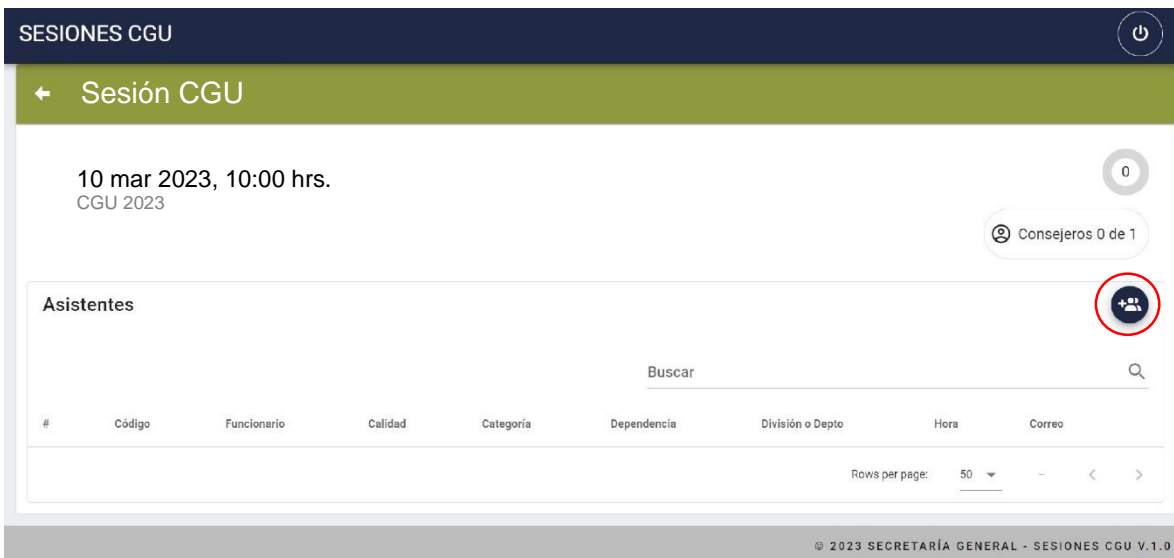 SESIONES CGU
Sesión CGU
10 mar 2023, 10:00 hrs.
CGU 2023
0
Consejeros 0 de 1
Asistentes
Buscar
# Código Funcionario Calidad Categoría Dependencia División o Depto Hora Correo
Rows per page: 50 –
© 2023 SECRETARÍA GENERAL - SESIONES CGU V.1.0